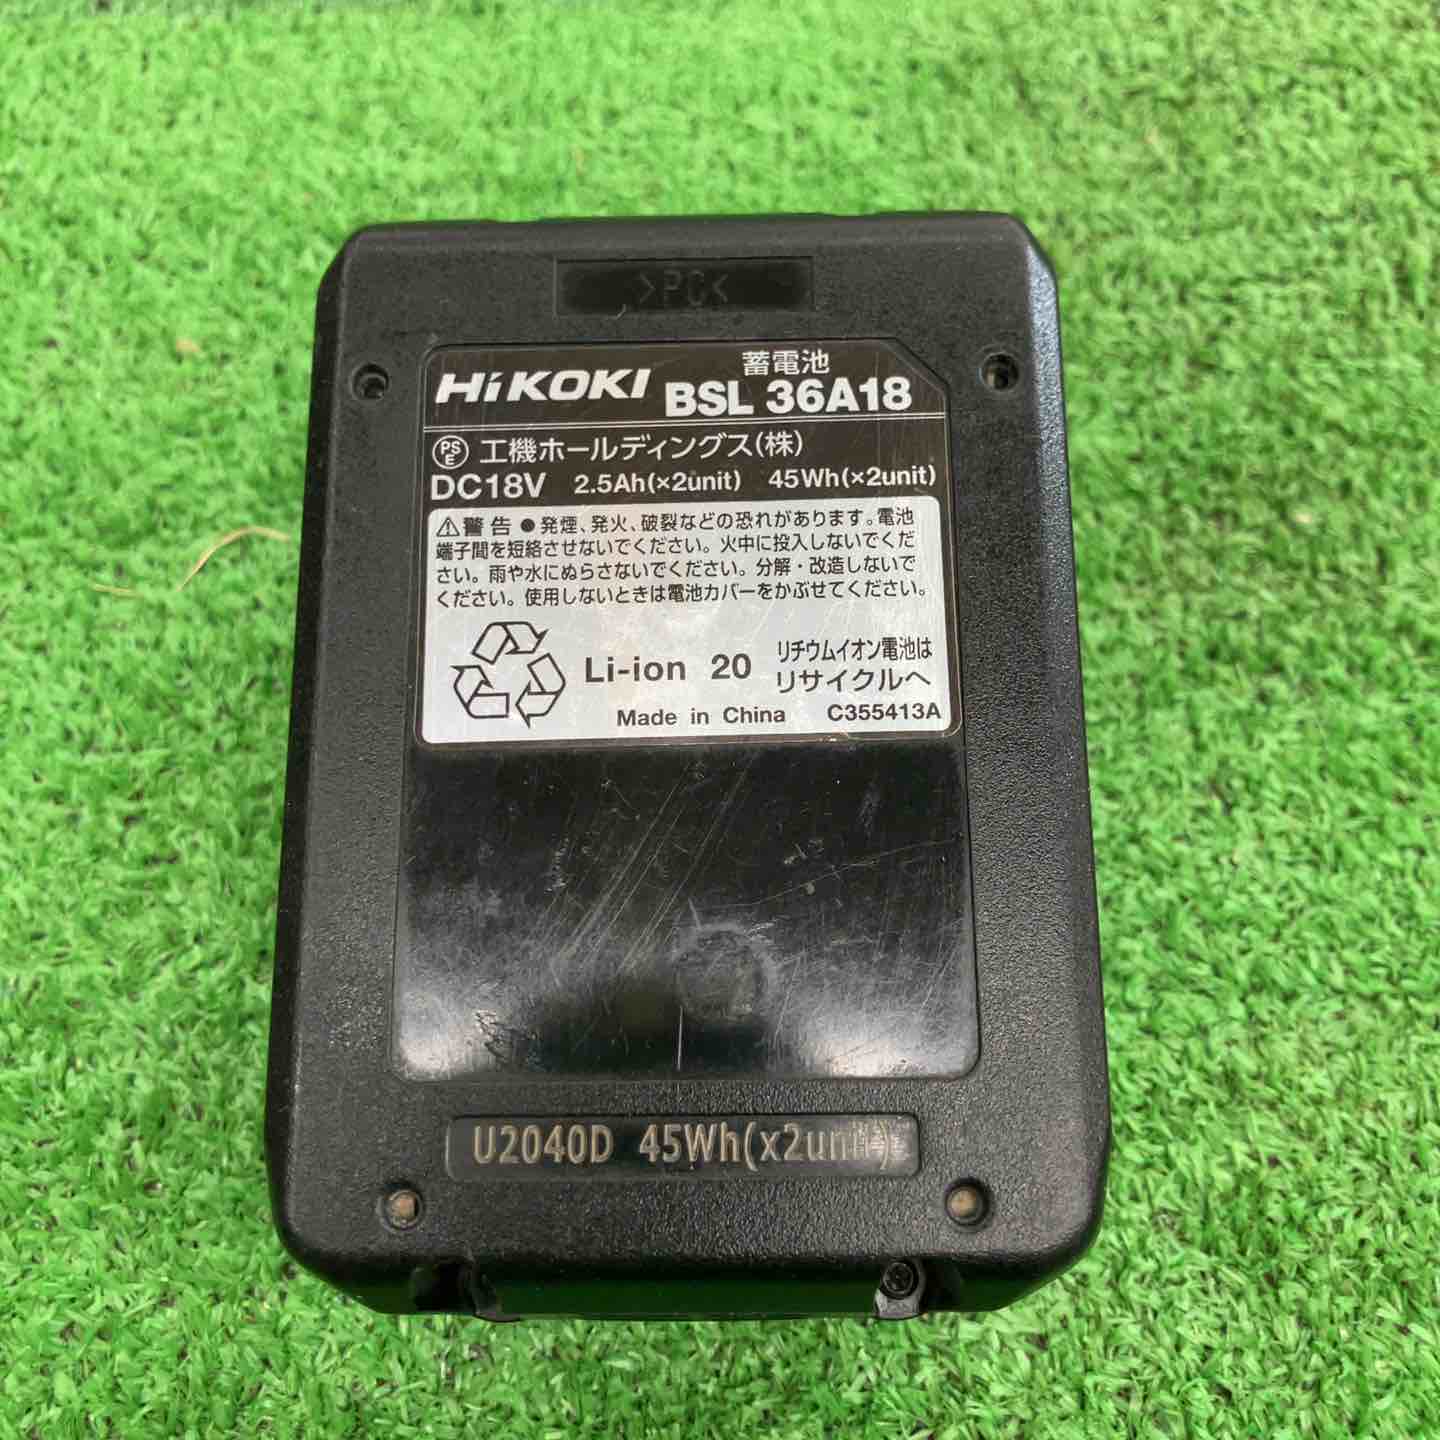 >PC<
HiKOKI 蓄電池 BSL 36A18
PSE 工機ホールディングス(株)
DC18V 2.5Ah(×2unit) 45Wh(×2unit)
⚠警告 ●発煙、発火、破裂などの恐れがあります。電池
端子間を短絡させないでください。火中に投入しないでくだ
さい。雨や水にぬらさないでください。分解・改造しないで
ください。使用しないときは電池カバーをかぶせてください。
Li-ion 20 リチウムイオン電池は
リサイクルへ
Made in China C355413A
U2040D 45Wh(x2unit)